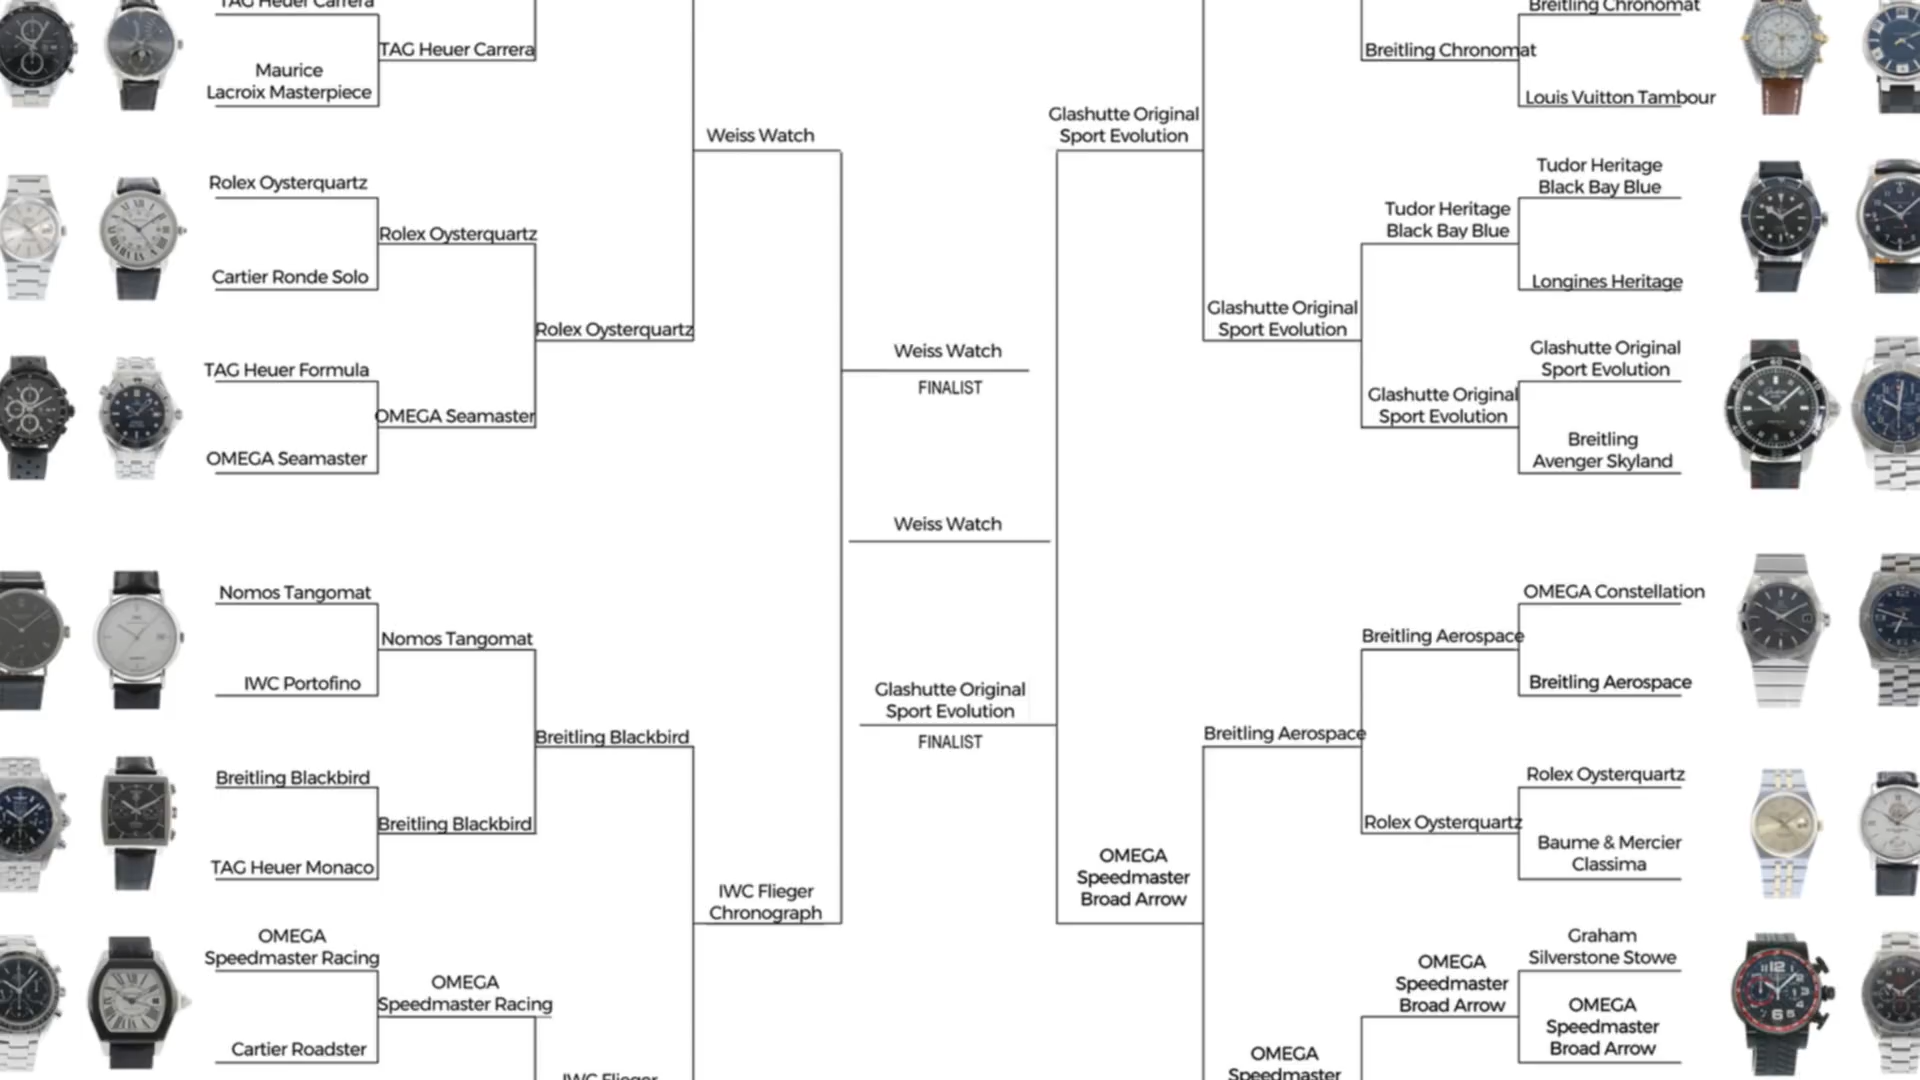 TAG Heuer Carrera
TAG Heuer Carrera
Maurice
Lacroix Masterpiece
Rolex Oysterquartz
Rolex Oysterquartz
Cartier Ronde Solo
Rolex Oysterquartz
TAG Heuer Formula
OMEGA Seamaster
OMEGA Seamaster
Weiss Watch
Nomos Tangomat
Nomos Tangomat
IWC Portofino
Breitling Blackbird
Breitling Blackbird
Breitling Blackbird
TAG Heuer Monaco
OMEGA
Speedmaster Racing
OMEGA
Speedmaster Racing
Cartier Roadster
IWC Flieger
IWC Flieger
Chronograph
Weiss Watch
FINALIST
Weiss Watch
Glashutte Original
Sport Evolution
FINALIST
Glashutte Original
Sport Evolution
Breitling Chronomat
Breitling Chronomat
Louis Vuitton Tambour
Tudor Heritage
Black Bay Blue
Tudor Heritage
Black Bay Blue
Longines Heritage
Glashutte Original
Sport Evolution
Glashutte Original
Sport Evolution
Glashutte Original
Sport Evolution
Breitling
Avenger Skyland
OMEGA Constellation
Breitling Aerospace
Breitling Aerospace
Breitling Aerospace
Rolex Oysterquartz
Rolex Oysterquartz
Baume & Mercier
Classima
OMEGA
Speedmaster
Broad Arrow
Graham
Silverstone Stowe
OMEGA
Speedmaster
Broad Arrow
OMEGA
Speedmaster
Broad Arrow
OMEGA
Speedmaster